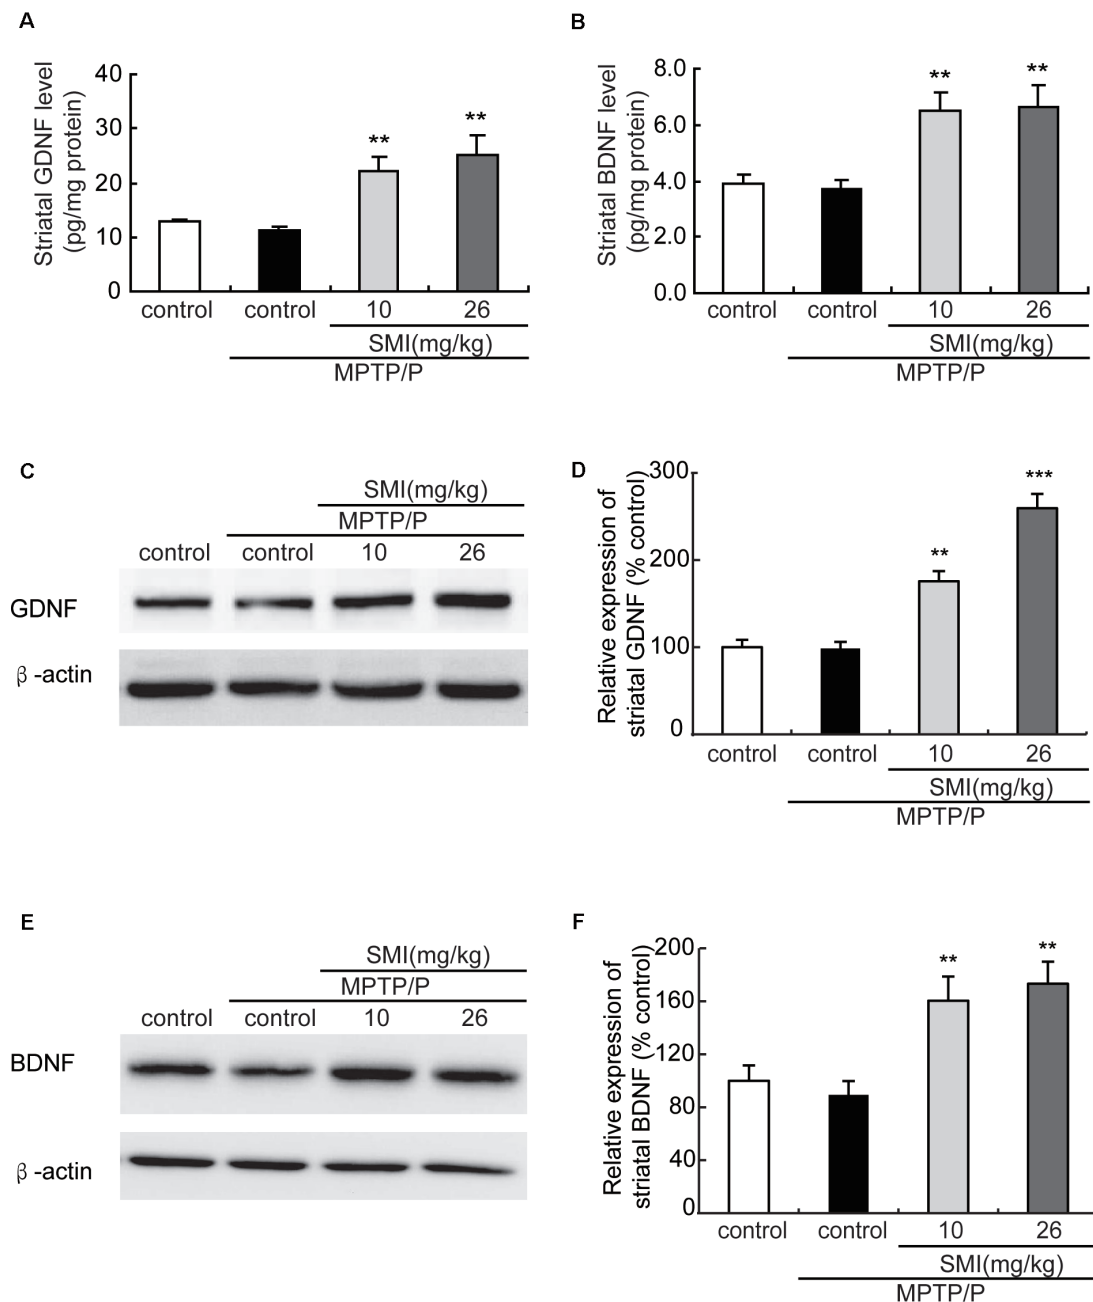 A
Striatal GDNF level
(pg/mg protein)
40
30
20
10
0
**
**
control
control
10
26
SMI(mg/kg)
MPTP/P
B
Striatal BDNF level
(pg/mg protein)
8.0
6.0
4.0
2.0
0.0
**
**
control
control
10
26
SMI(mg/kg)
MPTP/P
C
SMI(mg/kg)
MPTP/P
control
control
10
26
GDNF
β -actin
D
Relative expression of
striatal GDNF (% control)
300
200
100
0
**
***
control
control
10
26
SMI(mg/kg)
MPTP/P
E
SMI(mg/kg)
MPTP/P
control
control
10
26
BDNF
β -actin
F
Relative expression of
striatal BDNF (% control)
200
160
120
80
40
0
**
**
control
control
10
26
SMI(mg/kg)
MPTP/P